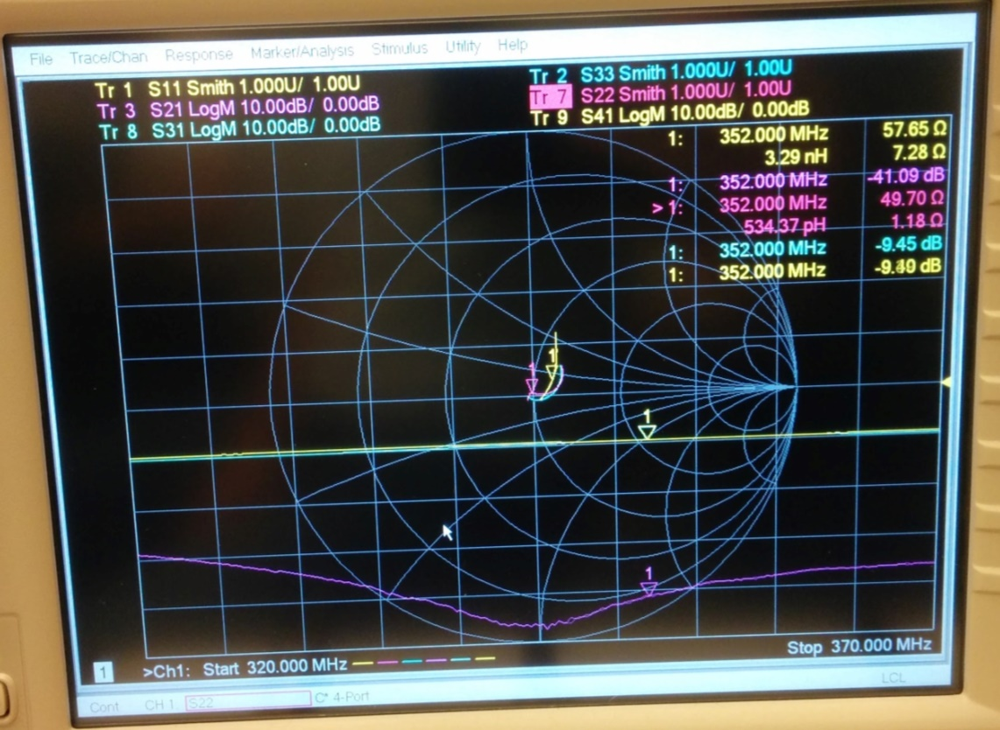 File Trace/Chan Response Marker/Analysis Stimulus Utility Help
Tr 1 S11 Smith 1.000U/ 1.00U
Tr 2 S33 Smith 1.000U/ 1.00U
Tr 3 S21 LogM 10.00dB/ 0.00dB
Tr 7 S22 Smith 1.000U/ 1.00U
Tr 8 S31 LogM 10.00dB/ 0.00dB
Tr 9 S41 LogM 10.00dB/ 0.00dB
1: 352.000 MHz 57.65 Ω
3.29 nH 7.28 Ω
1: 352.000 MHz -41.09 dB
> 1: 352.000 MHz 49.70 Ω
534.37 pH 1.18 Ω
1: 352.000 MHz -9.45 dB
1: 352.000 MHz dB
1
1
1
1
1 >Ch1: Start 320.000 MHz Stop 370.000 MHz
Cont CH 1 S22 C* 4-Port LCL